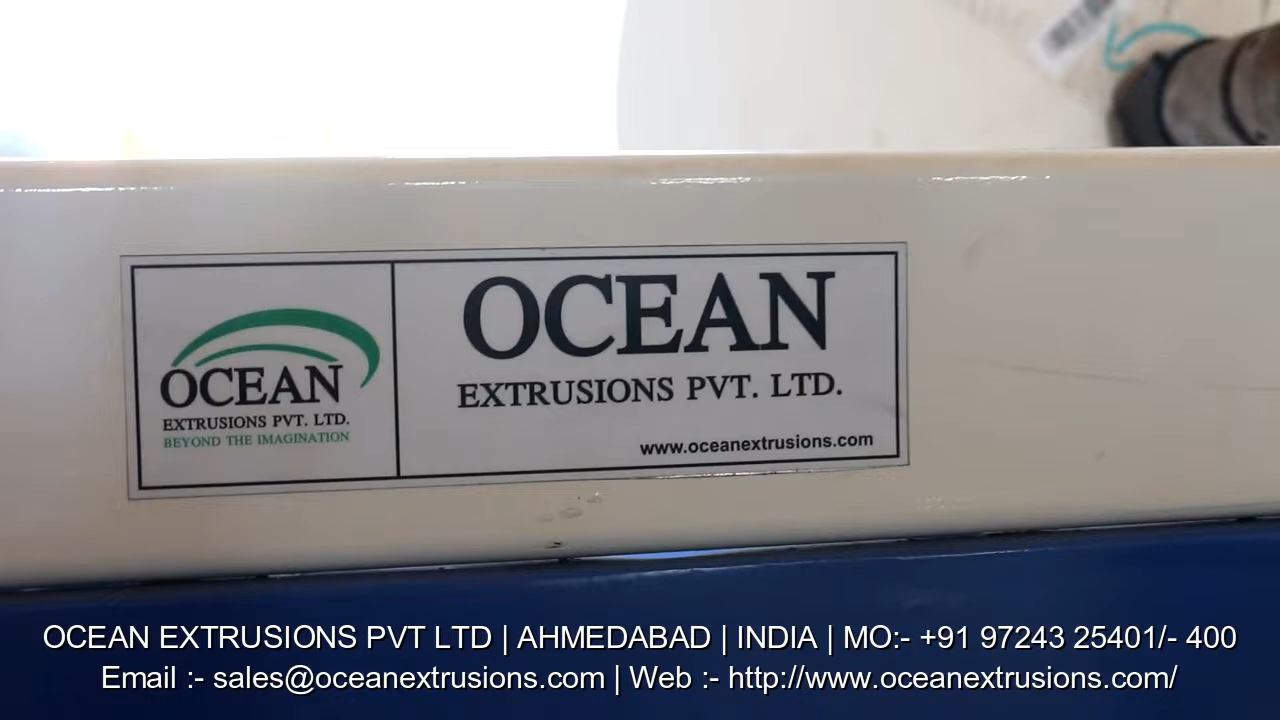 OCEAN
EXTRUSIONS PVT. LTD.
BEYOND THE IMAGINATION
OCEAN
EXTRUSIONS PVT. LTD.
www.oceanextrusions.com
OCEAN EXTRUSIONS PVT LTD | AHMEDABAD | INDIA | MO:- +91 97243 25401/- 400
Email :- sales@oceanextrusions.com | Web :- http://www.oceanextrusions.com/